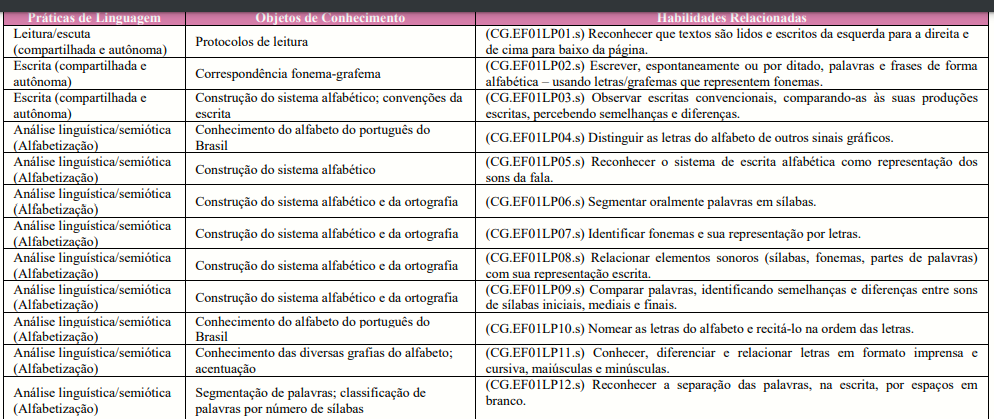 Práticas de Linguagem Objetos de Conhecimento Habilidades Relacionadas
Leitura/escuta
(compartilhada e autônoma)
Protocolos de leitura
(CG.EF01LP01.s) Reconhecer que textos são lidos e escritos da esquerda para a direita e
de cima para baixo da página.
Escrita (compartilhada e
autônoma)
Correspondência fonema-grafema
(CG.EF01LP02.s) Escrever, espontaneamente ou por ditado, palavras e frases de forma
alfabética – usando letras/grafemas que representem fonemas.
Escrita (compartilhada e
autônoma)
Construção do sistema alfabético; convenções da
escrita
(CG.EF01LP03.s) Observar escritas convencionais, comparando-as às suas produções
escritas, percebendo semelhanças e diferenças.
Análise linguística/semiótica
(Alfabetização)
Conhecimento do alfabeto do português do
Brasil
(CG.EF01LP04.s) Distinguir as letras do alfabeto de outros sinais gráficos.
Análise linguística/semiótica
(Alfabetização)
Construção do sistema alfabético
(CG.EF01LP05.s) Reconhecer o sistema de escrita alfabética como representação dos
sons da fala.
Análise linguística/semiótica
(Alfabetização)
Construção do sistema alfabético e da ortografia
(CG.EF01LP06.s) Segmentar oralmente palavras em sílabas.
Análise linguística/semiótica
(Alfabetização)
Construção do sistema alfabético e da ortografia
(CG.EF01LP07.s) Identificar fonemas e sua representação por letras.
Análise linguística/semiótica
(Alfabetização)
Construção do sistema alfabético e da ortografia
(CG.EF01LP08.s) Relacionar elementos sonoros (sílabas, fonemas, partes de palavras)
com sua representação escrita.
Análise linguística/semiótica
(Alfabetização)
Construção do sistema alfabético e da ortografia
(CG.EF01LP09.s) Comparar palavras, identificando semelhanças e diferenças entre sons
de sílabas iniciais, mediais e finais.
Análise linguística/semiótica
(Alfabetização)
Conhecimento do alfabeto do português do
Brasil
(CG.EF01LP10.s) Nomear as letras do alfabeto e recitá-lo na ordem das letras.
Análise linguística/semiótica
(Alfabetização)
Conhecimento das diversas grafias do alfabeto;
acentuação
(CG.EF01LP11.s) Conhecer, diferenciar e relacionar letras em formato imprensa e
cursiva, maiúsculas e minúsculas.
Análise linguística/semiótica
(Alfabetização)
Segmentação de palavras; classificação de
palavras por número de sílabas
(CG.EF01LP12.s) Reconhecer a separação das palavras, na escrita, por espaços em
branco.